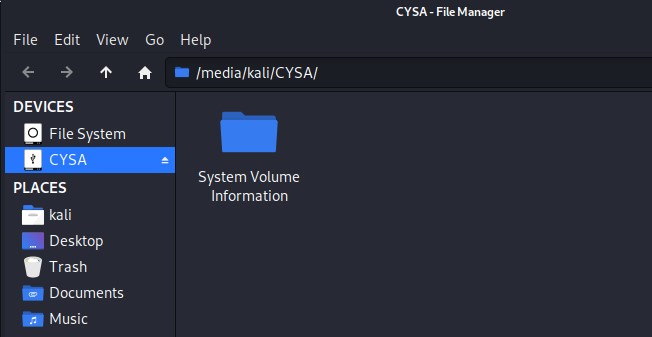 CYSA - File Manager
File Edit View Go Help
/media/kali/CYSA/
DEVICES
File System
CYSA
PLACES
kali
Desktop
Trash
Documents
Music
System Volume
Information